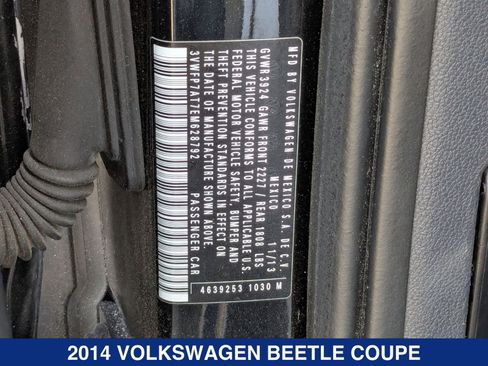 MFD BY VOLKSWAGEN DE MEXICO S.A. DE C.V.
MEXICO 11/13
GVWR3924 GAWR FRONT 2227 / REAR 1808 LBS
THIS VEHICLE CONFORMS TO ALL APPLICABLE U.S.
FEDERAL MOTOR VEHICLE SAFETY, BUMPER AND
THEFT PREVENTION STANDARDS IN EFFECT ON
THE DATE OF MANUFACTURE SHOWN ABOVE.
3VWFP7AT7EM628792 PASSENGER CAR
4639253 1030 M
2014 VOLKSWAGEN BEETLE COUPE